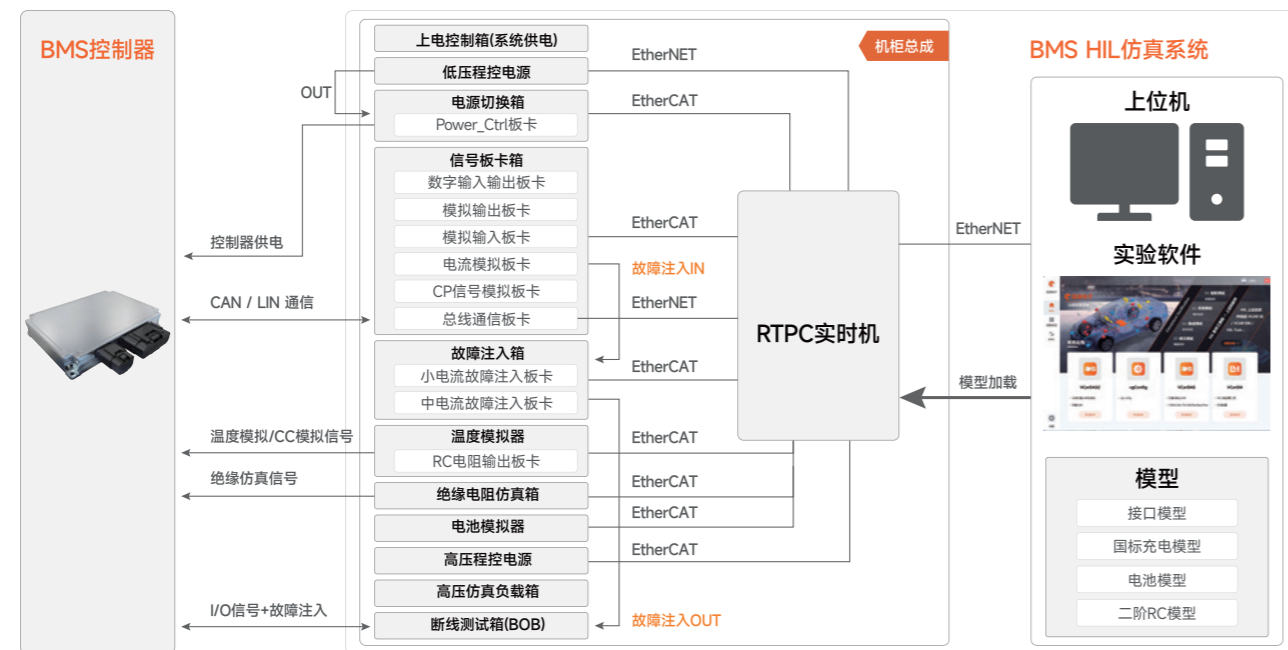 BMS控制器
OUT
控制器供电
CAN / LIN 通信
温度模拟/CC模拟信号
绝缘仿真信号
I/O信号+故障注入
上电控制箱(系统供电)
低压程控电源
电源切换箱
Power_Ctrl板卡
信号板卡箱
数字输入输出板卡
模拟输出板卡
模拟输入板卡
电流模拟板卡
CP信号模拟板卡
总线通信板卡
故障注入箱
小电流故障注入板卡
中电流故障注入板卡
温度模拟器
RC电阻输出板卡
绝缘电阻仿真箱
电池模拟器
高压程控电源
高压仿真负载箱
断线测试箱(BOB)
机柜总成
EtherNET
EtherCAT
EtherCAT
故障注入IN
EtherNET
EtherCAT
EtherCAT
EtherCAT
EtherCAT
EtherCAT
故障注入OUT
RTPC实时机
EtherNET
模型加载
BMS HIL仿真系统
上位机
实验软件
模型
接口模型
国标充电模型
电池模型
二阶RC模型